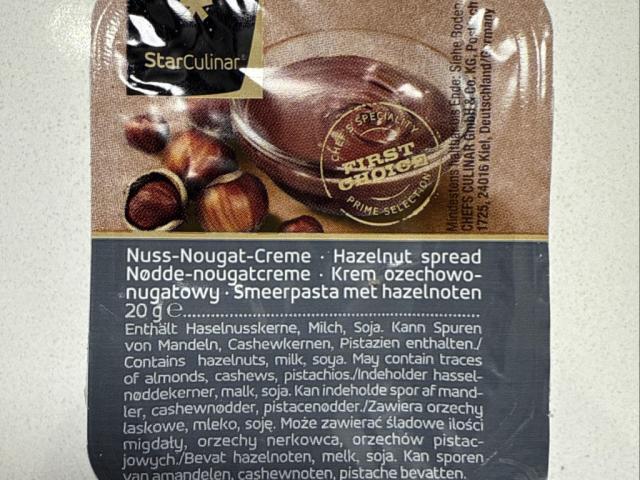 StarCulinar
CHEF'S SPECIALITY
FIRST
CHOICE
PRIME SELECTION
Mindestens haltbar bis Ende: Siehe Boden
CHEFS CULINAR GmbH & Co. KG, Postfach
1725, 24016 Kiel, Deutschland/Germany
Nuss-Nougat-Creme · Hazelnut spread
Nødde-nougatcreme · Krem orzechowo-
nugatowy · Smeerpasta met hazelnoten
20 g ℮
Enthält Haselnusskerne, Milch, Soja. Kann Spuren
von Mandeln, Cashewkernen, Pistazien enthalten./
Contains hazelnuts, milk, soya. May contain traces
of almonds, cashews, pistachios./Indeholder hassel-
nøddekerner, malk, soja. Kan indeholde spor af mand-
ler, cashewnødder, pistacenødder./Zawiera orzechy
laskowe, mleko, soję. Może zawierać śladowe ilości
migdały, orzechy nerkowca, orzechów pistac-
jowych./Bevat hazelnoten, melk, soja. Kan sporen
van amandelen, cashewnoten, pistache bevatten.